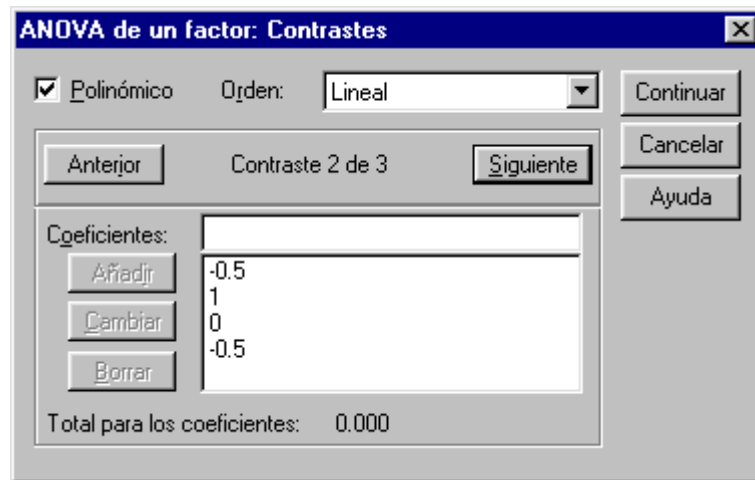 ANOVA de un factor: Contrastes
Polinómico Orden: Lineal
Continuar
Anterior Contraste 2 de 3 Siguiente
Cancelar
Ayuda
Coeficientes:
Añadir
Cambiar
Borrar
-0.5
1
0
-0.5
Total para los coeficientes: 0.000